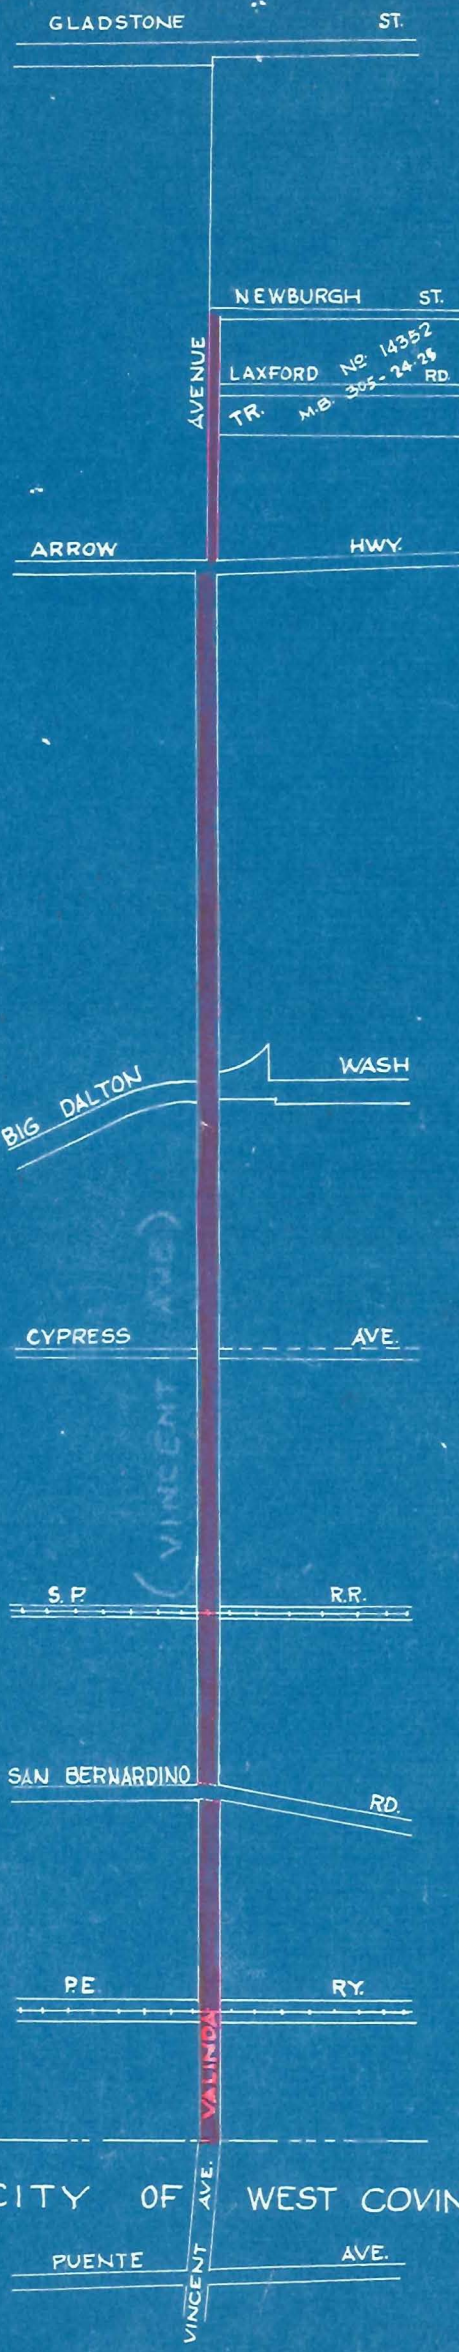 GLADSTONE ST.
NEWBURGH ST.
AVENUE
LAXFORD RD.
TR. No. 14352
M.B. 305-24-25
ARROW HWY.
BIG DALTON WASH
(VINCENT AVE)
CYPRESS AVE.
S.P. R.R.
SAN BERNARDINO RD.
P.E. RY.
VALINDA
CITY OF WEST COVIN
PUENTE AVE.
VINCENT AVE.